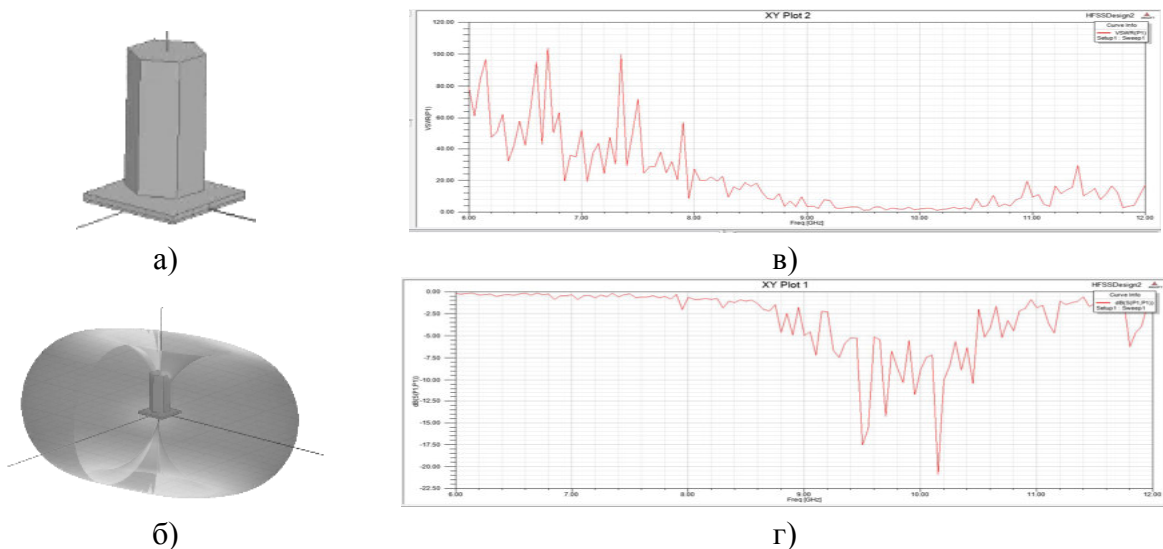 XY Plot 2
HFSSDesign2
Curve Info
VSWR(P1)
Setup1 : Sweep1
120.00
100.00
80.00
60.00
40.00
20.00
0.00
VSWR(P1)
6.00 7.00 8.00 9.00 10.00 11.00 12.00
Freq [GHz]
а)
в)
XY Plot 1
HFSSDesign2
Curve Info
dB(S(P1,P1))
Setup1 : Sweep1
0.00
-2.50
-5.00
-7.50
-10.00
-12.50
-15.00
-17.50
-20.00
-22.50
dB(S(P1,P1))
6.00 7.00 8.00 9.00 10.00 11.00 12.00
Freq [GHz]
б)
г)